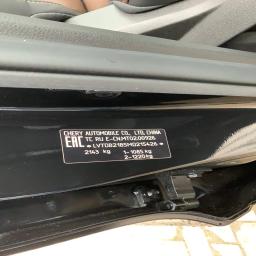 CHERY AUTOMOBILE CO., LTD, CHINA
EAC TC RU E-CN.MT02.00926
*LVTDB21B5MD215426*
2143 kg 1-1085 kg
2-1220 kg